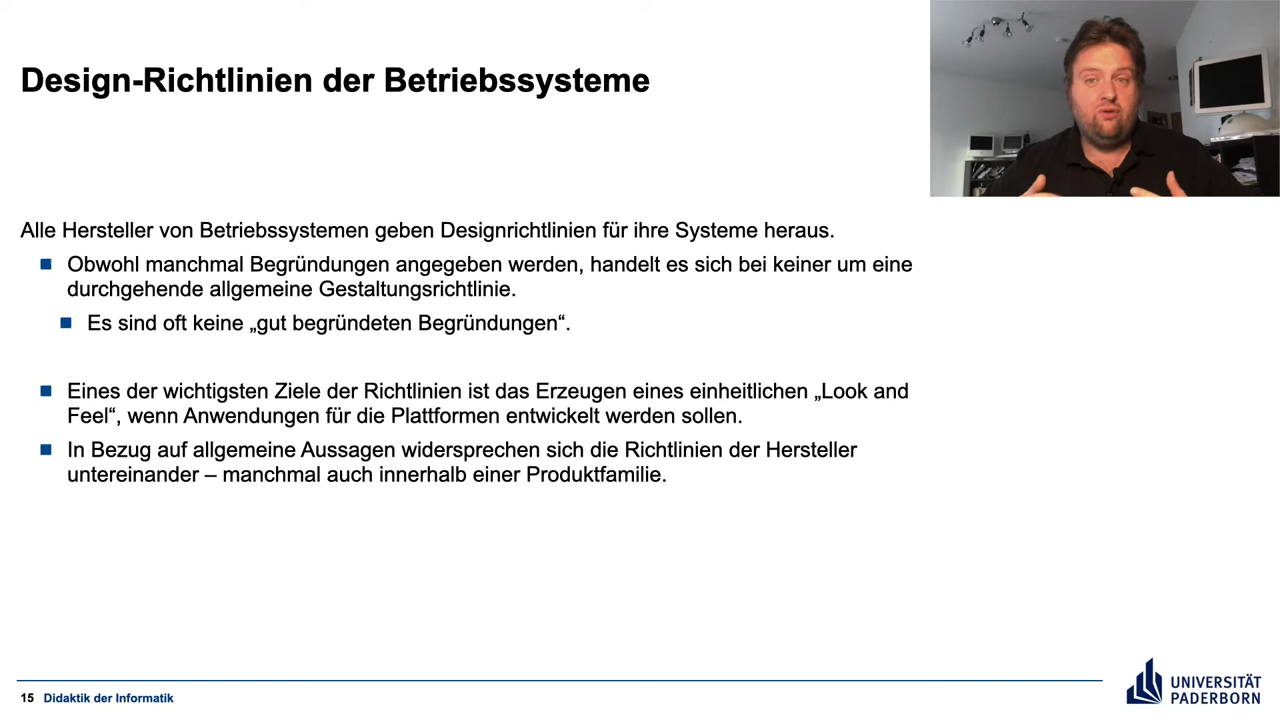 Design-Richtlinien der Betriebssysteme
Alle Hersteller von Betriebssystemen geben Designrichtlinien für ihre Systeme heraus.
Obwohl manchmal Begründungen angegeben werden, handelt es sich bei keiner um eine
durchgehende allgemeine Gestaltungsrichtlinie.
Es sind oft keine „gut begründeten Begründungen“.
Eines der wichtigsten Ziele der Richtlinien ist das Erzeugen eines einheitlichen „Look and
Feel“, wenn Anwendungen für die Plattformen entwickelt werden sollen.
In Bezug auf allgemeine Aussagen widersprechen sich die Richtlinien der Hersteller
untereinander – manchmal auch innerhalb einer Produktfamilie.
15 Didaktik der Informatik
UNIVERSITÄT
PADERBORN